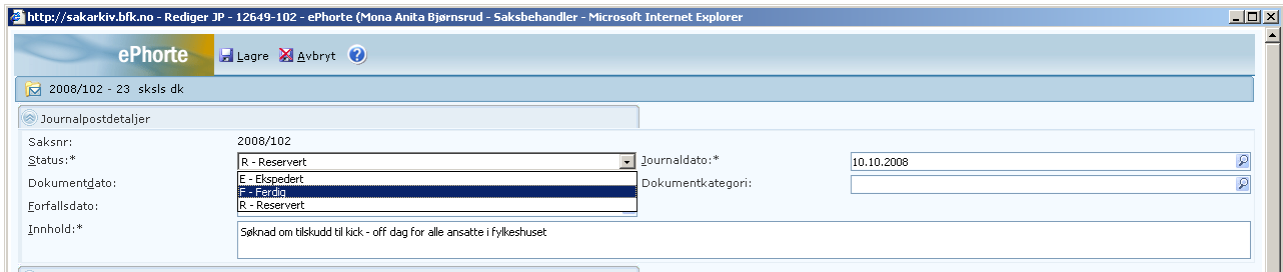 http://sakarkiv.bfk.no - Rediger JP - 12649-102 - ePhorte (Mona Anita Bjørnsrud - Saksbehandler - Microsoft Internet Explorer
ePhorte Lagre Avbryt ?
2008/102 - 23 sksls dk
Journalpostdetaljer
Saksnr: 2008/102
Status:* R - Reservert Journaldato:* 10.10.2008
E - Ekspedert
Dokumentdato: F - Ferdig Dokumentkategori:
R - Reservert
Forfallsdato:
Innhold:* Søknad om tilskudd til kick - off dag for alle ansatte i fylkeshuset